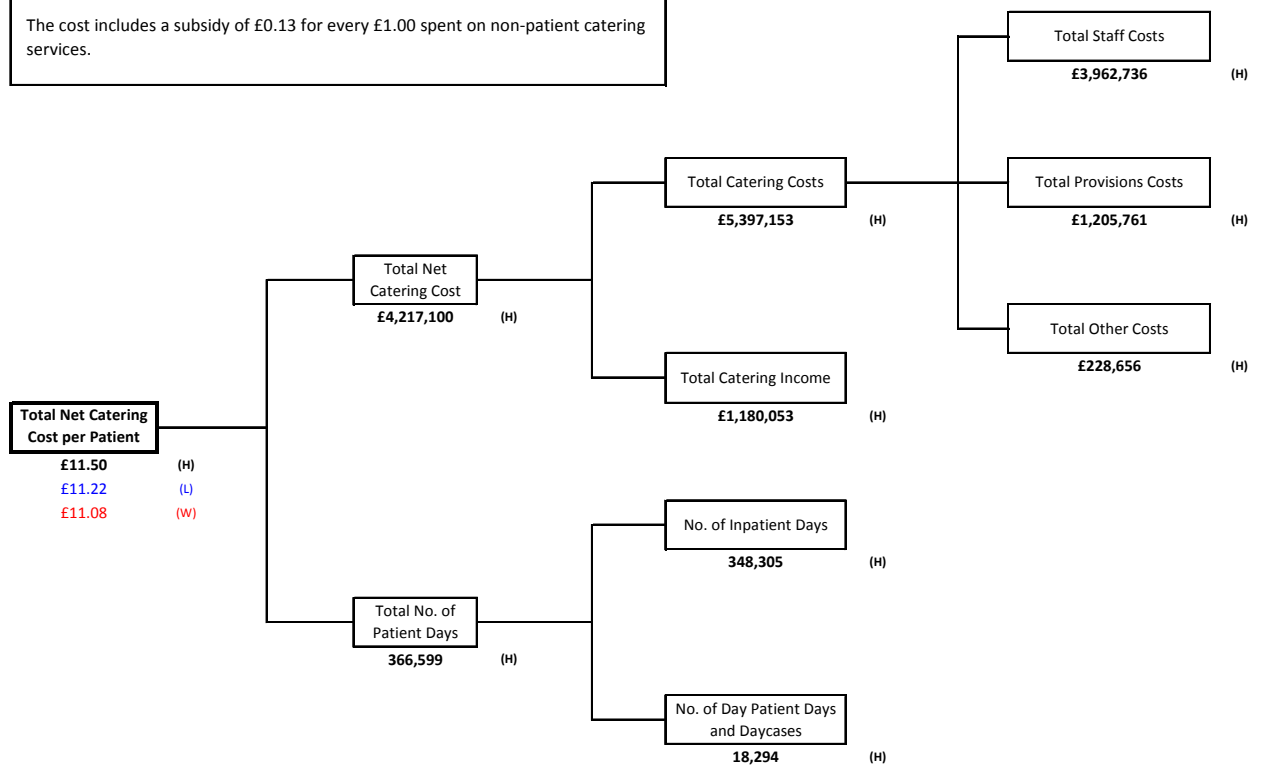 The cost includes a subsidy of £0.13 for every £1.00 spent on non-patient catering
services.
Total Staff Costs
£3,962,736 (H)
Total Catering Costs
£5,397,153 (H)
Total Provisions Costs
£1,205,761 (H)
Total Net
Catering Cost
£4,217,100 (H)
Total Other Costs
£228,656 (H)
Total Catering Income
£1,180,053 (H)
Total Net Catering
Cost per Patient
£11.50 (H)
£11.22 (L)
£11.08 (W)
No. of Inpatient Days
348,305 (H)
Total No. of
Patient Days
366,599 (H)
No. of Day Patient Days
and Daycases
18,294 (H)